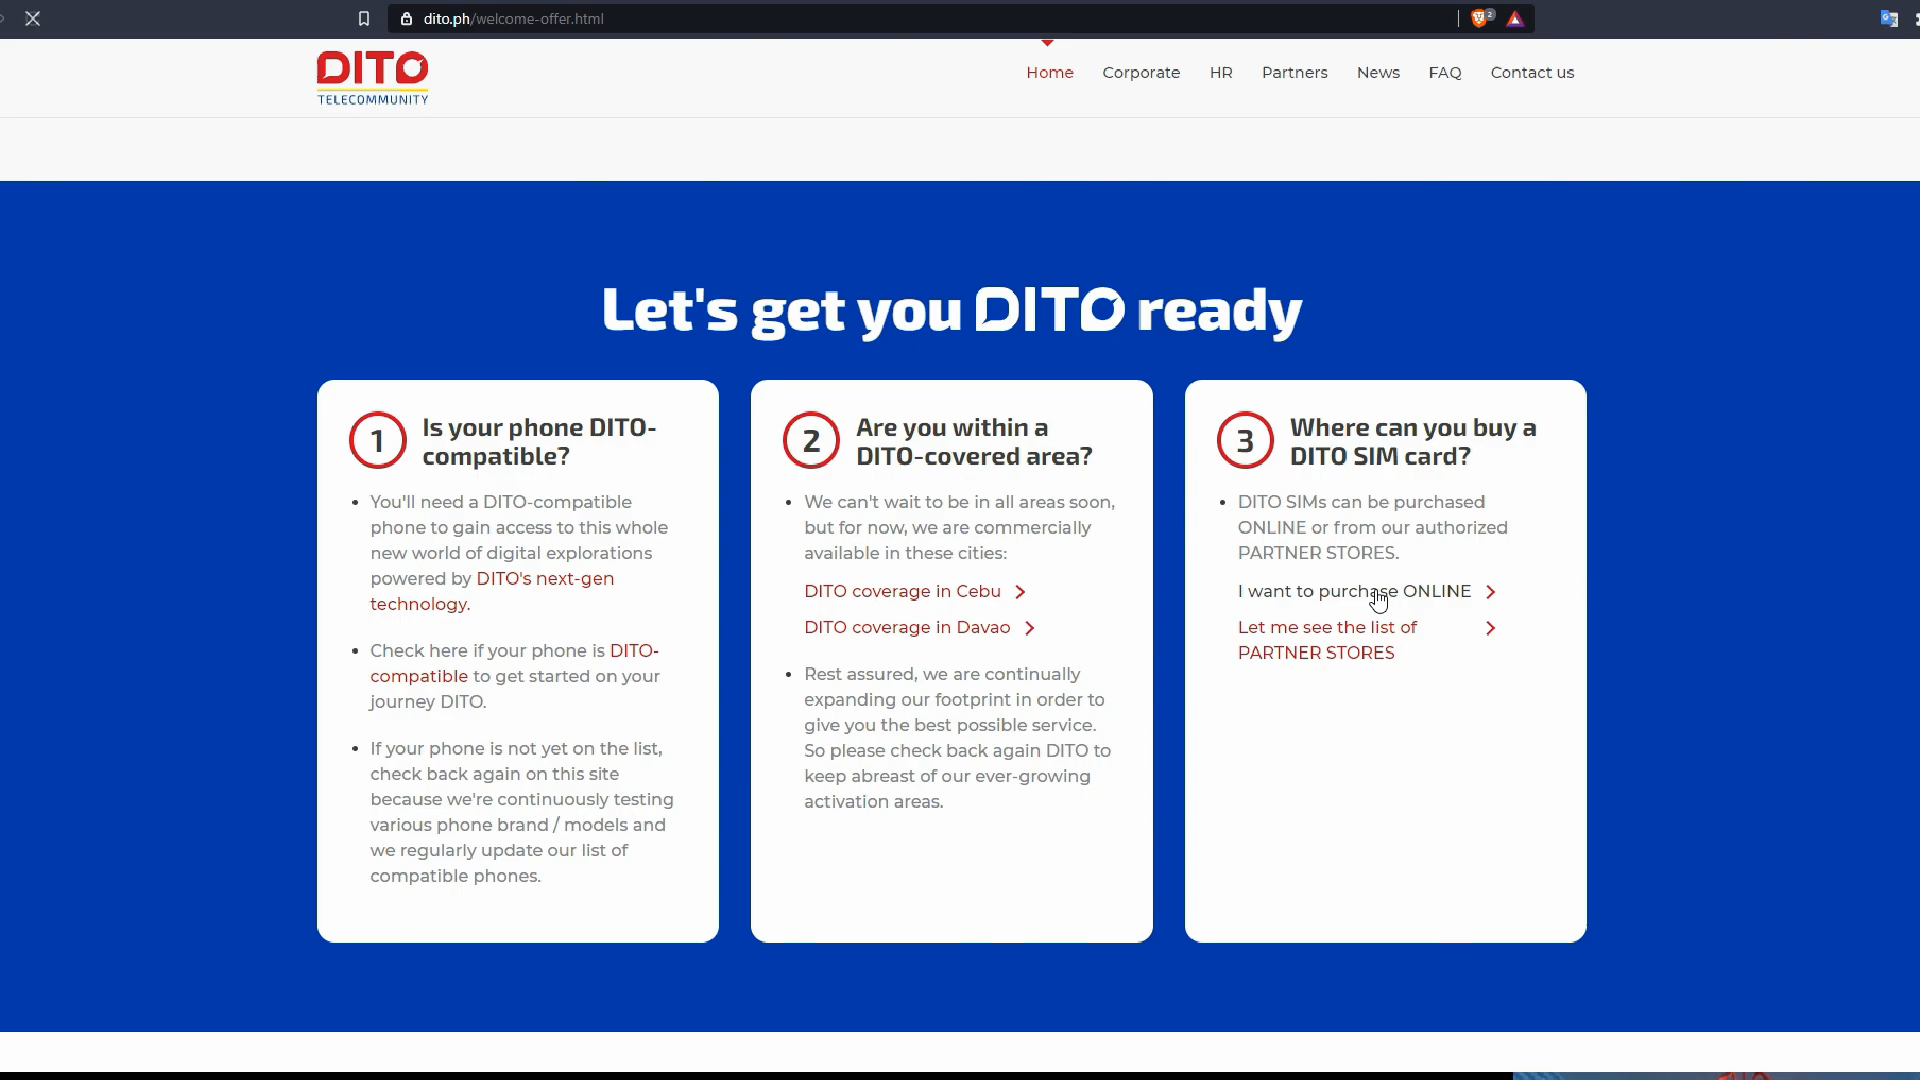 dito.ph/welcome-offer.html
2
DITO
TELECOMMUNITY
Home Corporate HR Partners News FAQ Contact us
Let's get you DITO ready
1 Is your phone DITO-
compatible?
• You'll need a DITO-compatible
phone to gain access to this whole
new world of digital explorations
powered by DITO's next-gen
technology.
• Check here if your phone is DITO-
compatible to get started on your
journey DITO.
• If your phone is not yet on the list,
check back again on this site
because we're continuously testing
various phone brand / models and
we regularly update our list of
compatible phones.
2 Are you within a
DITO-covered area?
• We can't wait to be in all areas soon,
but for now, we are commercially
available in these cities:
DITO coverage in Cebu
DITO coverage in Davao
• Rest assured, we are continually
expanding our footprint in order to
give you the best possible service.
So please check back again DITO to
keep abreast of our ever-growing
activation areas.
3 Where can you buy a
DITO SIM card?
• DITO SIMs can be purchased
ONLINE or from our authorized
PARTNER STORES.
I want to purchase ONLINE
Let me see the list of
PARTNER STORES